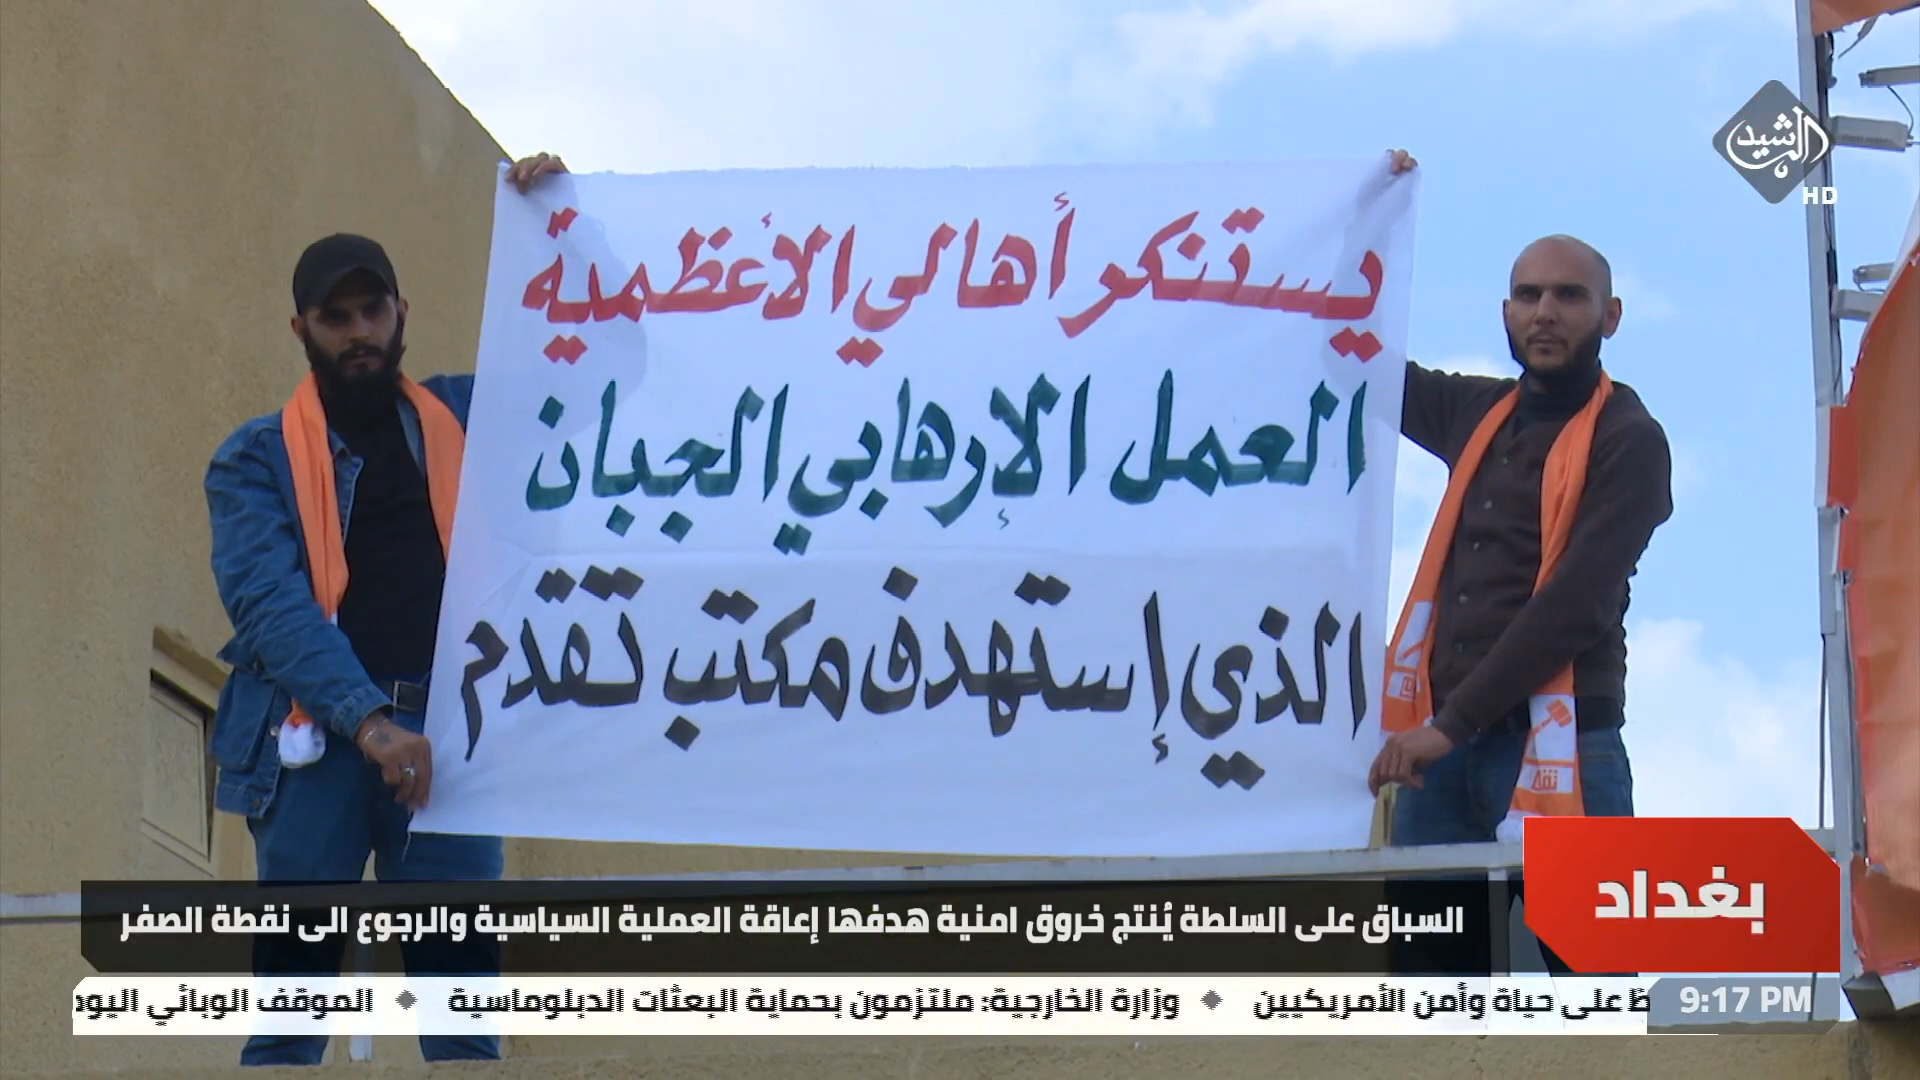 الرشيد
HD
يستنكر أهالي الأعظمية
العمل الإرهابي الجبان
الذي إستهدف مكتب تقدم
بغداد
السباق على السلطة يُنتج خروق امنية هدفها إعاقة العملية السياسية والرجوع الى نقطة الصفر
9:17 PM
على حياة وأمن الأمريكيين ◆ وزارة الخارجية: ملتزمون بحماية البعثات الدبلوماسية ◆ الموقف الوبائي